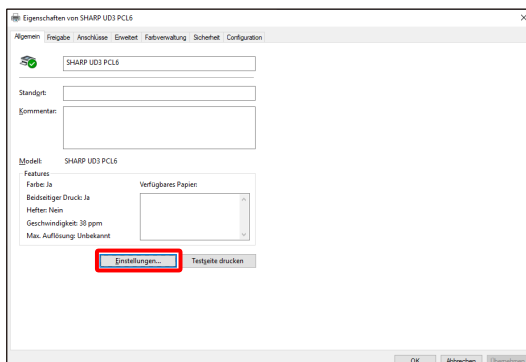 Eigenschaften von SHARP UD3 PCL6
Allgemein Freigabe Anschlüsse Erweitert Farbverwaltung Sicherheit Configuration
SHARP UD3 PCL6
Standort:
Kommentar:
Modell: SHARP UD3 PCL6
Features
Farbe: Ja Verfügbares Papier:
Beidseitiger Druck: Ja
Hefter: Nein
Geschwindigkeit: 38 ppm
Max. Auflösung: Unbekannt
Einstellungen... Testseite drucken
OK Abbrechen Übernehmen